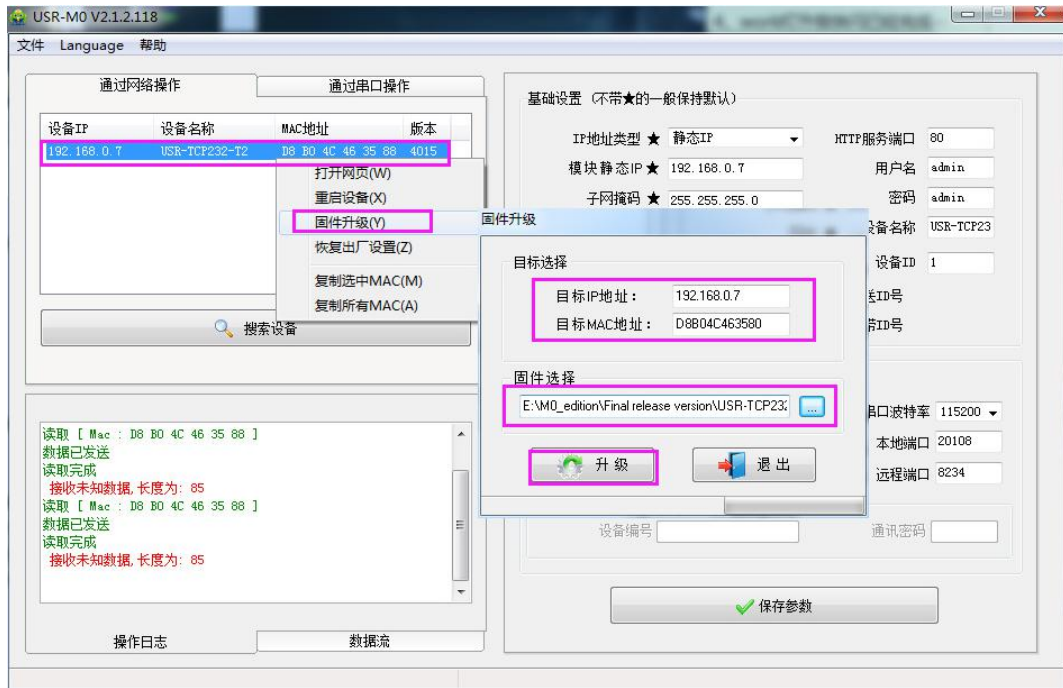 USR-M0 V2.1.2.118
文件 Language 帮助
通过网络操作 通过串口操作
设备IP 设备名称 MAC地址 版本
192.168.0.7 USR-TCP232-T2 D8 B0 4C 46 35 88 4015
打开网页(W)
重启设备(X)
固件升级(Y)
恢复出厂设置(Z)
复制选中MAC(M)
复制所有MAC(A)
搜索设备
读取 [ Mac : D8 B0 4C 46 35 88 ]
数据已发送
读取完成
接收未知数据,长度为: 85
读取 [ Mac : D8 B0 4C 46 35 88 ]
数据已发送
读取完成
接收未知数据,长度为: 85
操作日志 数据流
基础设置 (不带★的一般保持默认)
IP地址类型 ★ 静态IP HTTP服务端口 80
模块静态IP ★ 192.168.0.7 用户名 admin
子网掩码 ★ 255.255.255.0 密码 admin
设备名称 USR-TCP23
设备ID 1
ID号
ID号
固件升级
目标选择
目标IP地址: 192.168.0.7
目标MAC地址: D8B04C463580
固件选择
E:\M0_edition\Final release version\USR-TCP232 ...
升级 退出
串口波特率 115200
本地端口 20108
远程端口 8234
设备编号 通讯密码
保存参数